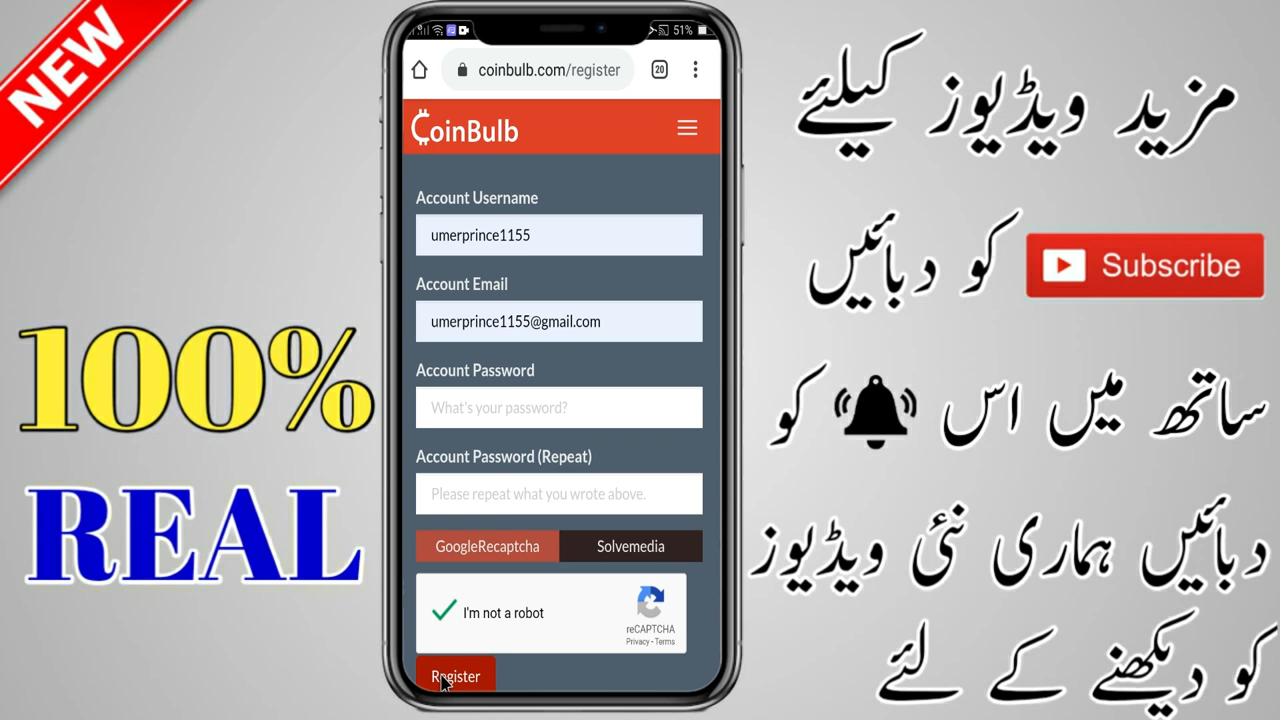 NEW
100%
REAL
51%
coinbulb.com/register
20
CoinBulb
Account Username
umerprince1155
Account Email
umerprince1155@gmail.com
Account Password
What's your password?
Account Password (Repeat)
Please repeat what you wrote above.
GoogleRecaptcha Solvemedia
I'm not a robot
reCAPTCHA
Privacy - Terms
Register
مزید ویڈیوز کیلئے
Subscribe کو دبائیں
ساتھ میں اس کو
دبائیں ہماری نئی ویڈیوز
کو دیکھنے کے لئے